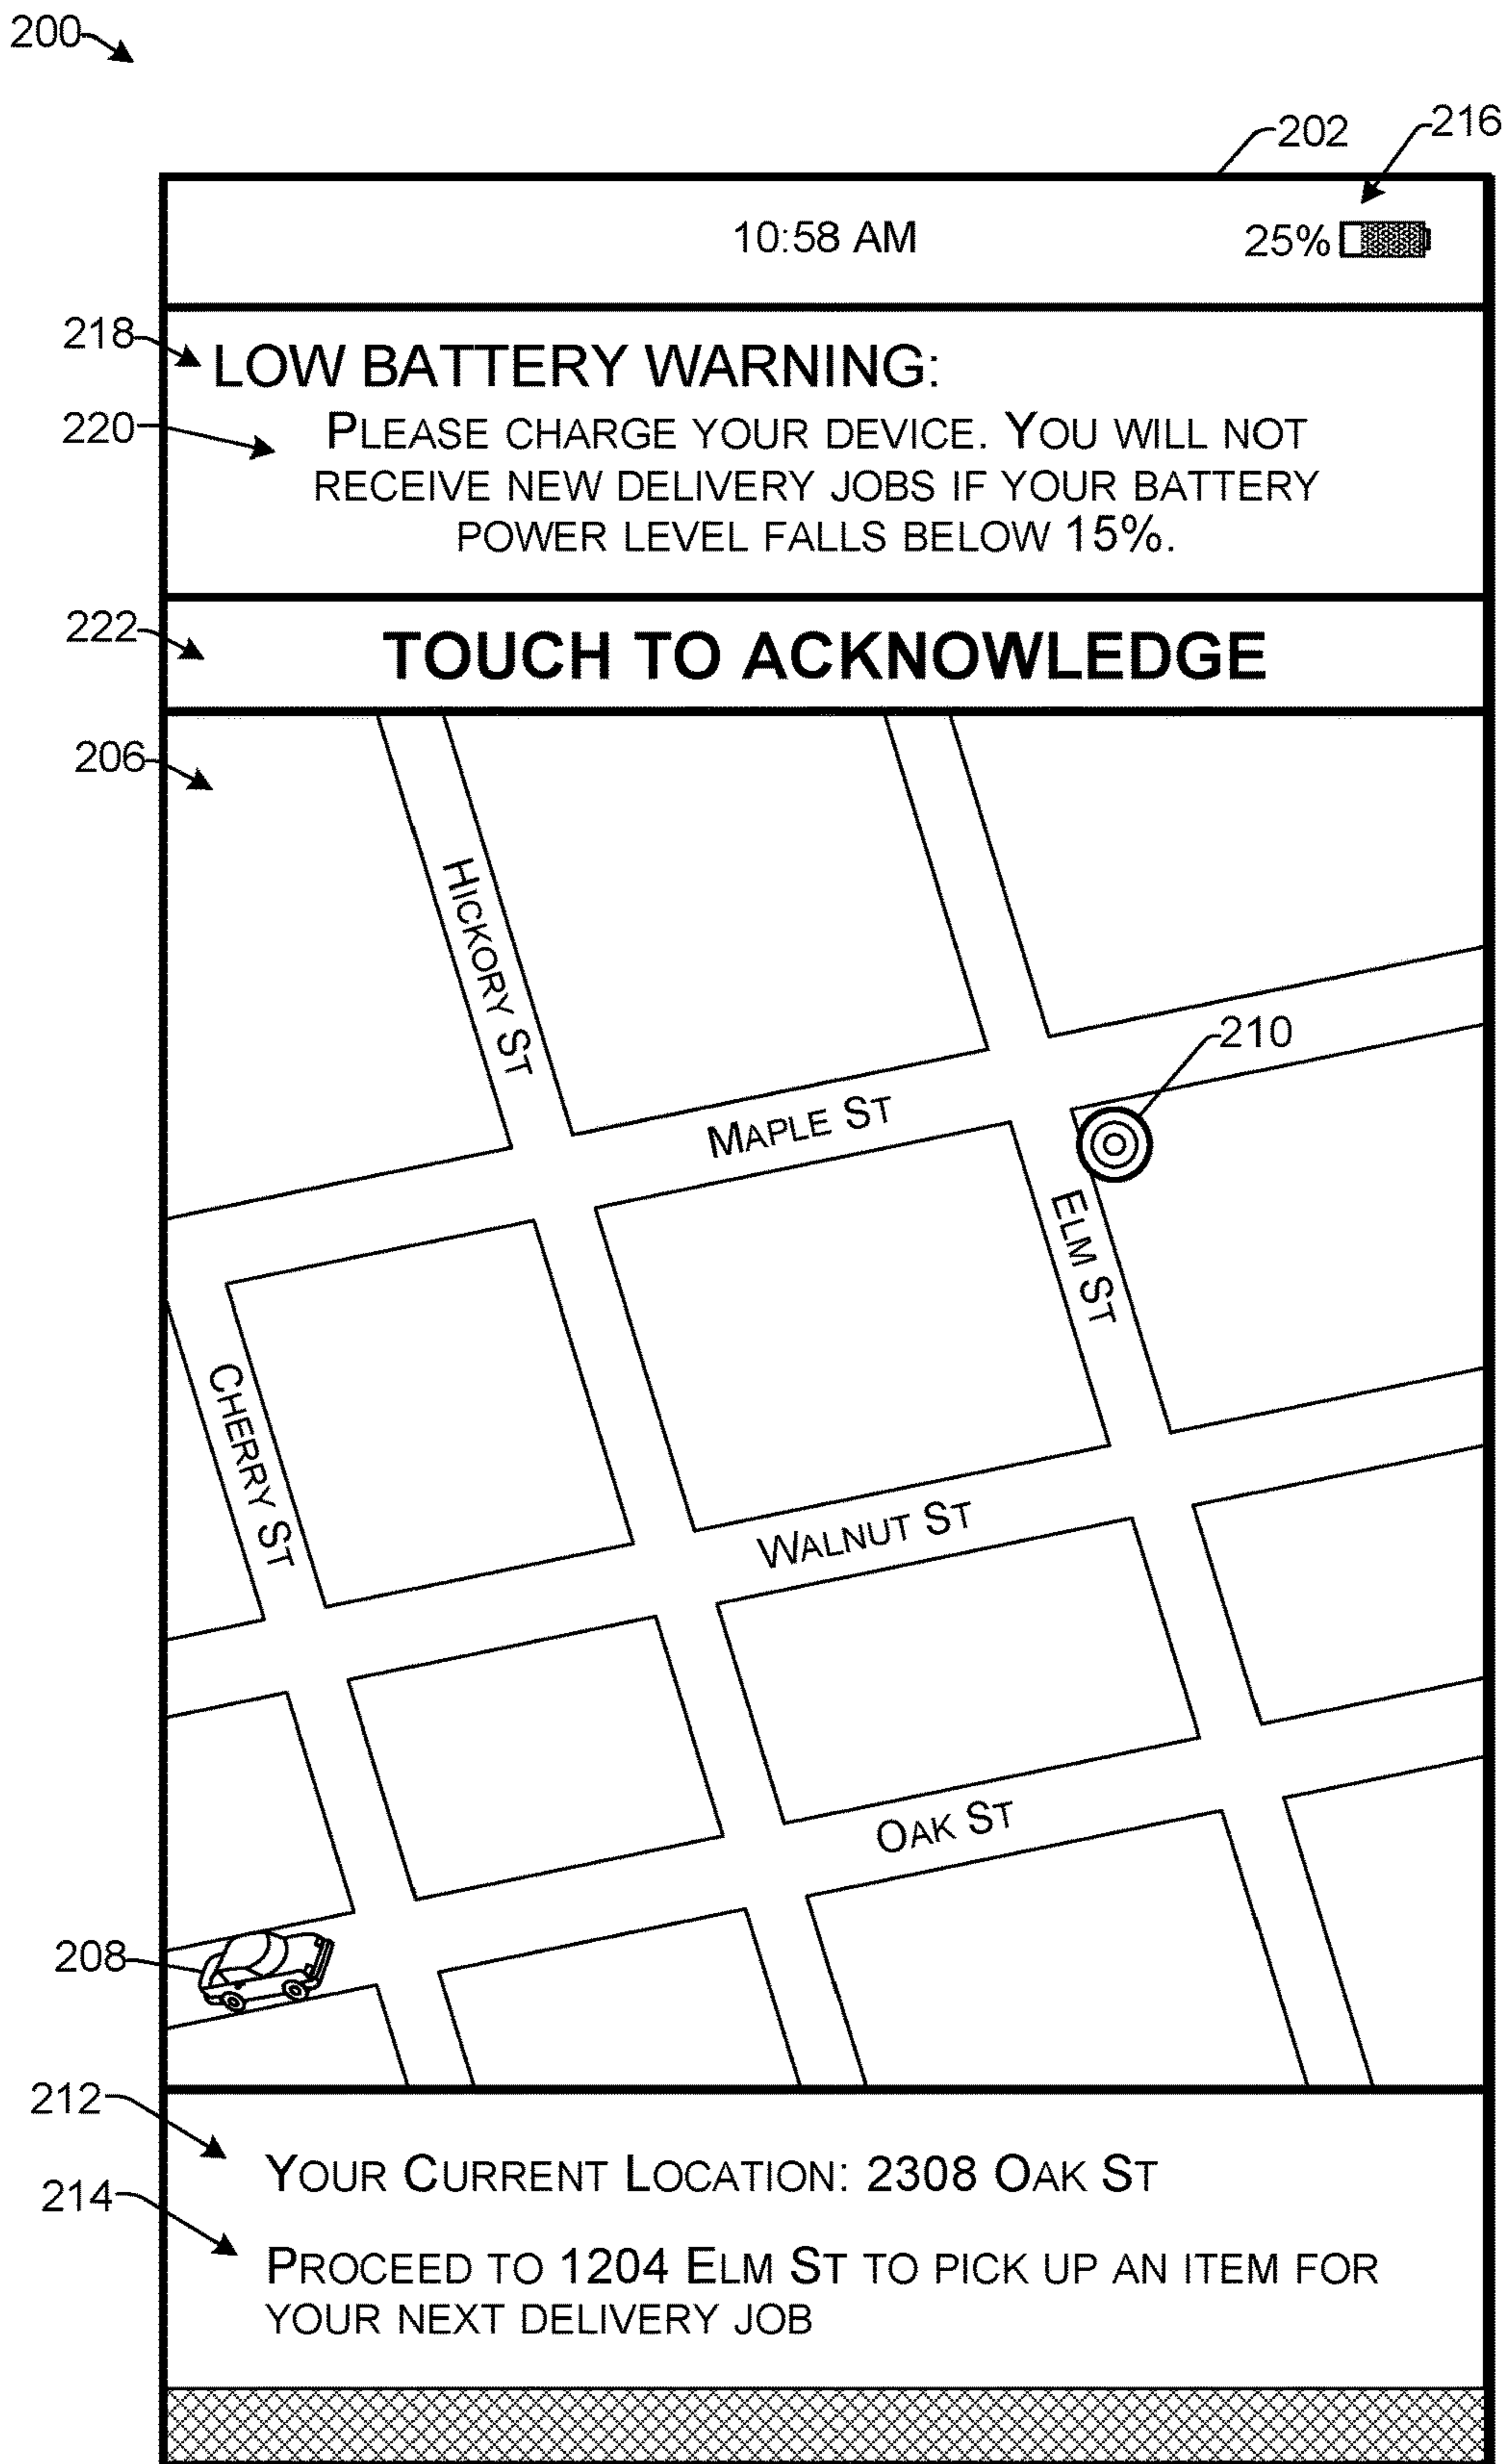 200
202
216
10:58 AM
25%
218
LOW BATTERY WARNING:
220
PLEASE CHARGE YOUR DEVICE. YOU WILL NOT
RECEIVE NEW DELIVERY JOBS IF YOUR BATTERY
POWER LEVEL FALLS BELOW 15%.
222
TOUCH TO ACKNOWLEDGE
206
HICKORY ST
210
MAPLE ST
ELM ST
CHERRY ST
WALNUT ST
OAK ST
208
212
YOUR CURRENT LOCATION: 2308 OAK ST
214
PROCEED TO 1204 ELM ST TO PICK UP AN ITEM FOR
YOUR NEXT DELIVERY JOB